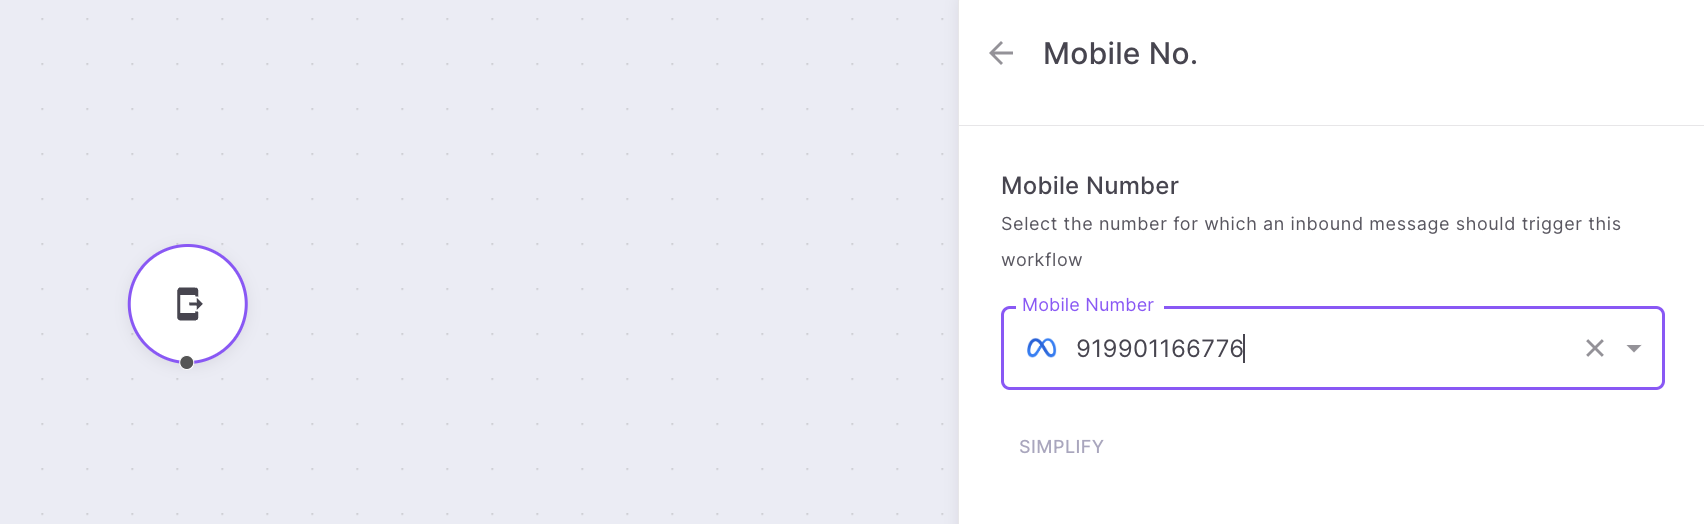 Mobile No.
Mobile Number
Select the number for which an inbound message should trigger this
workflow
Mobile Number
919901166776
SIMPLIFY